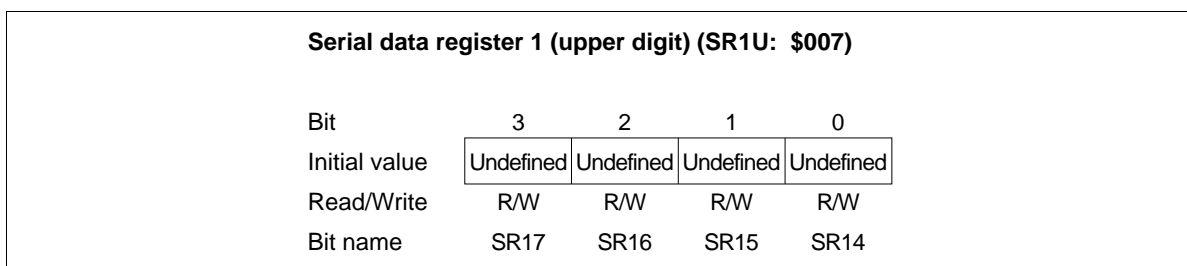 Serial data register 1 (upper digit) (SR1U: $007)
Bit 3 2 1 0
Initial value Undefined Undefined Undefined Undefined
Read/Write R/W R/W R/W R/W
Bit name SR17 SR16 SR15 SR14